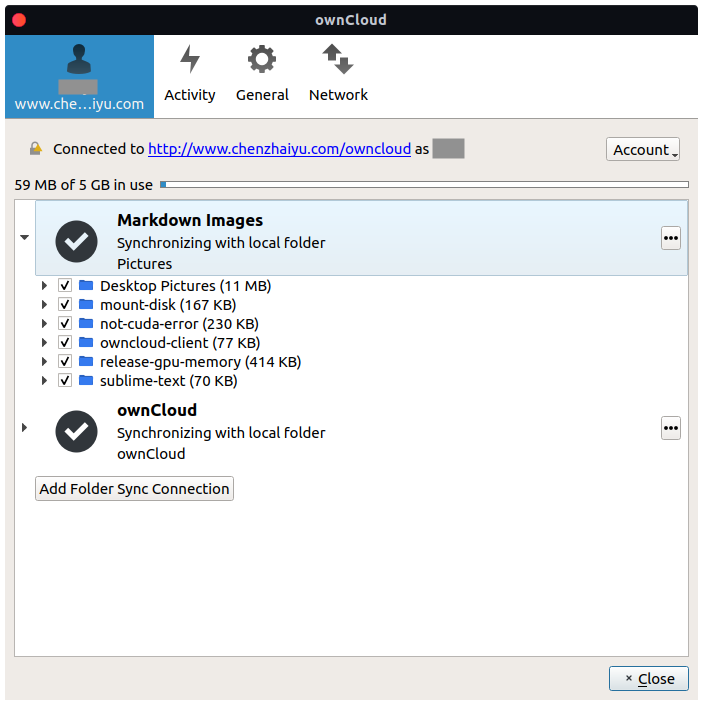 ownCloud
www.che...iyu.com
Activity
General
Network
Connected to http://www.chenzhaiyu.com/owncloud as
Account
59 MB of 5 GB in use
Markdown Images
Synchronizing with local folder
Pictures
Desktop Pictures (11 MB)
mount-disk (167 KB)
not-cuda-error (230 KB)
owncloud-client (77 KB)
release-gpu-memory (414 KB)
sublime-text (70 KB)
ownCloud
Synchronizing with local folder
ownCloud
Add Folder Sync Connection
Close